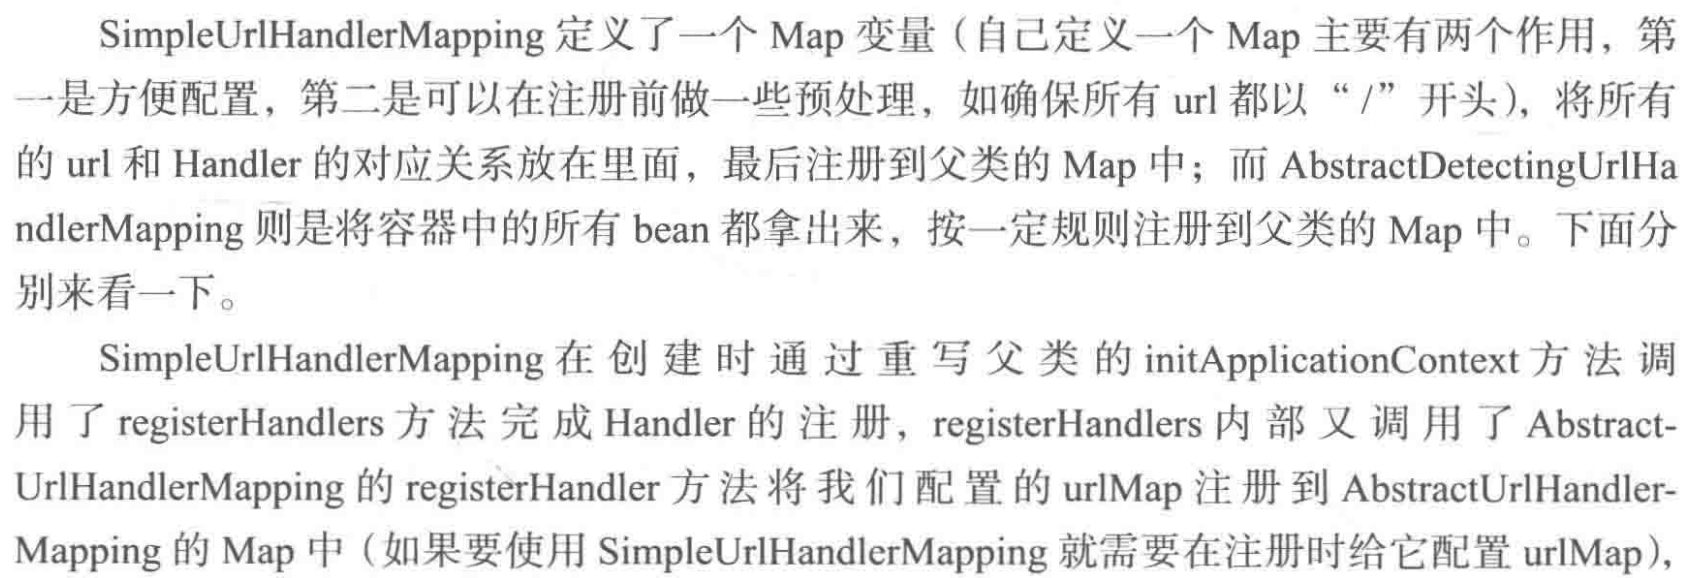 SimpleUrlHandlerMapping 定义了一个 Map 变量（自己定义一个 Map 主要有两个作用，第
一是方便配置，第二是可以在注册前做一些预处理，如确保所有 url 都以“/”开头），将所有
的 url 和 Handler 的对应关系放在里面，最后注册到父类的 Map 中；而 AbstractDetectingUrlHa
ndlerMapping 则是将容器中的所有 bean 都拿出来，按一定规则注册到父类的 Map 中。下面分
别来看一下。
SimpleUrlHandlerMapping 在创建时通过重写父类的 initApplicationContext 方法调
用了 registerHandlers 方法完成 Handler 的注册，registerHandlers 内部又调用了 Abstract-
UrlHandlerMapping 的 registerHandler 方法将我们配置的 urlMap 注册到 AbstractUrlHandler-
Mapping 的 Map 中（如果要使用 SimpleUrlHandlerMapping 就需要在注册时给它配置 urlMap），